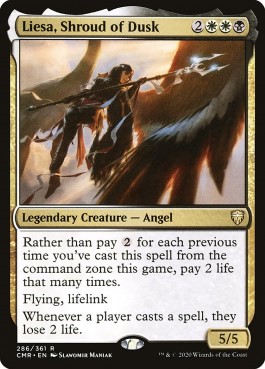 Liesa, Shroud of Dusk 2
Legendary Creature — Angel
Rather than pay 2 for each previous
time you've cast this spell from the
command zone this game, pay 2 life
that many times.
Flying, lifelink
Whenever a player casts a spell, they
lose 2 life.
5/5
286/361 R
CMR • EN SLAWOMIR MANIAK
™ & © 2020 Wizards of the Coast